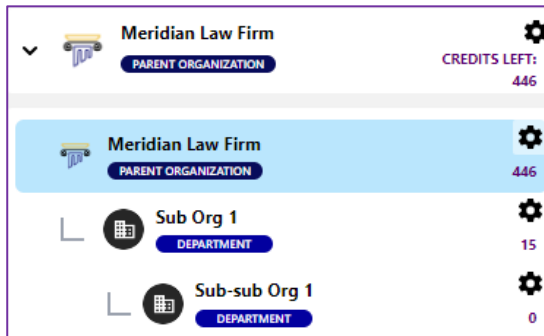 Meridian Law Firm
PARENT ORGANIZATION
CREDITS LEFT:
446
Meridian Law Firm
PARENT ORGANIZATION
446
Sub Org 1
DEPARTMENT
15
Sub-sub Org 1
DEPARTMENT
0